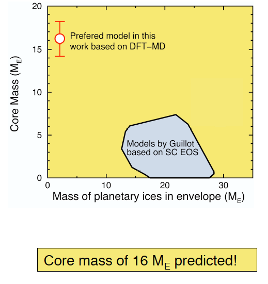 20
15
10
5
0
Core Mass (M_E)
Prefered model in this
work based on DFT-MD
Models by Guillot
based on SC EOS
0 10 20 30
Mass of planetary ices in envelope (M_E)
Core mass of 16 M_E predicted!